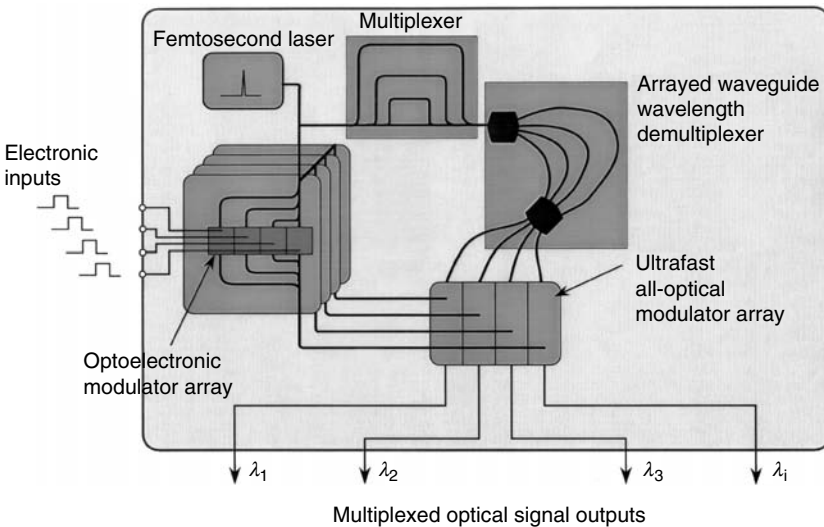 Multiplexer
Femtosecond laser
Arrayed waveguide
wavelength
demultiplexer
Electronic
inputs
Ultrafast
all-optical
modulator array
Optoelectronic
modulator array
λ1
λ2
λ3
λi
Multiplexed optical signal outputs